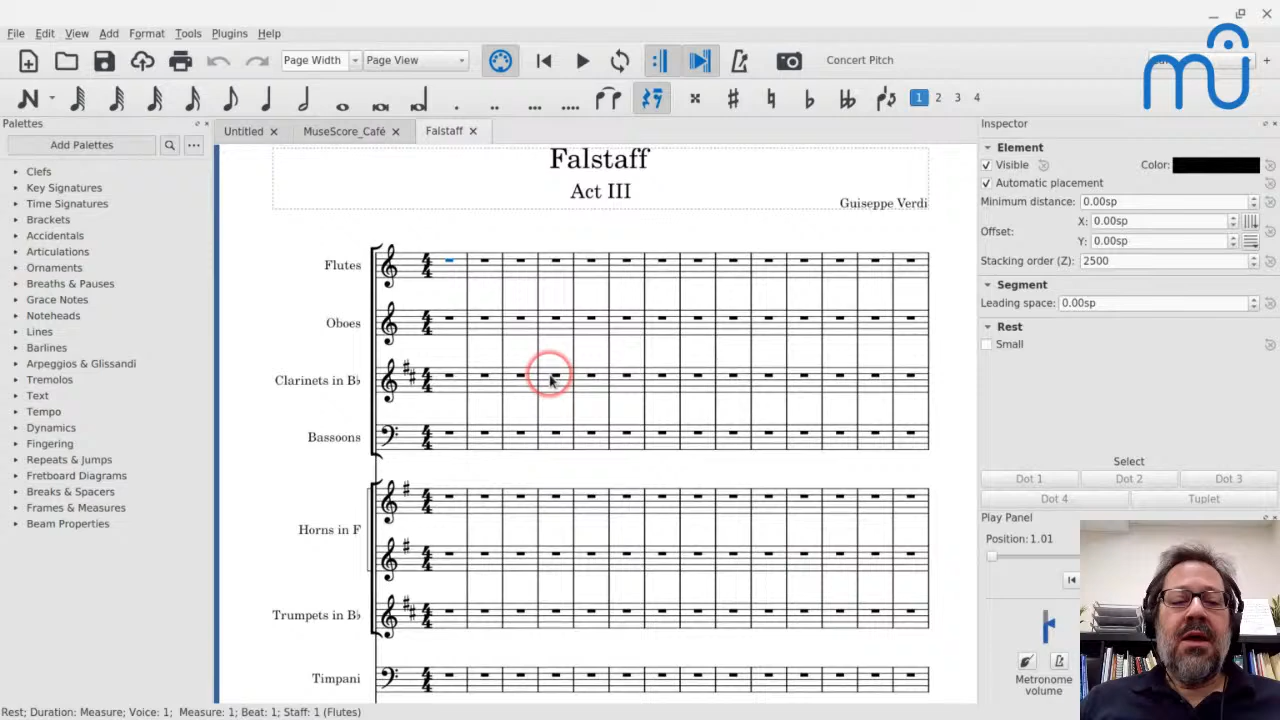 File Edit View Add Format Tools Plugins Help
Page Width Page View Concert Pitch
1 2 3 4
Palettes
Add Palettes
Clefs
Key Signatures
Time Signatures
Brackets
Accidentals
Articulations
Ornaments
Breaths & Pauses
Grace Notes
Noteheads
Lines
Barlines
Arpeggios & Glissandi
Tremolos
Text
Tempo
Dynamics
Fingering
Repeats & Jumps
Fretboard Diagrams
Breaks & Spacers
Frames & Measures
Beam Properties
Untitled MuseScore_Café Falstaff
Falstaff
Act III
Guiseppe Verdi
Flutes
Oboes
Clarinets in B♭
Bassoons
Horns in F
Trumpets in B♭
Timpani
Inspector
Element
Visible Color:
Automatic placement
Minimum distance: 0.00sp
Offset: X: 0.00sp
Y: 0.00sp
Stacking order (Z): 2500
Segment
Leading space: 0.00sp
Rest
Small
Select
Dot 1 Dot 2 Dot 3
Dot 4 Tuplet
Play Panel
Position: 1.01
Metronome
volume
Rest; Duration: Measure; Voice: 1; Measure: 1; Beat: 1; Staff: 1 (Flutes)